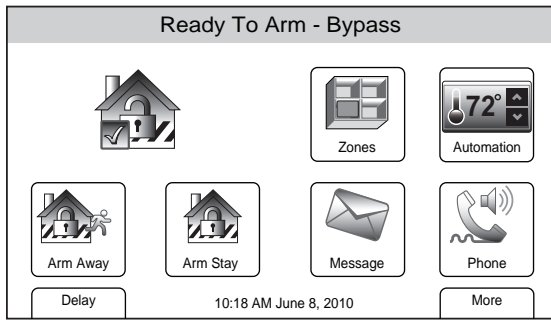 Ready To Arm - Bypass
72°
Zones
Automation
Arm Away
Arm Stay
Message
Phone
Delay
10:18 AM June 8, 2010
More